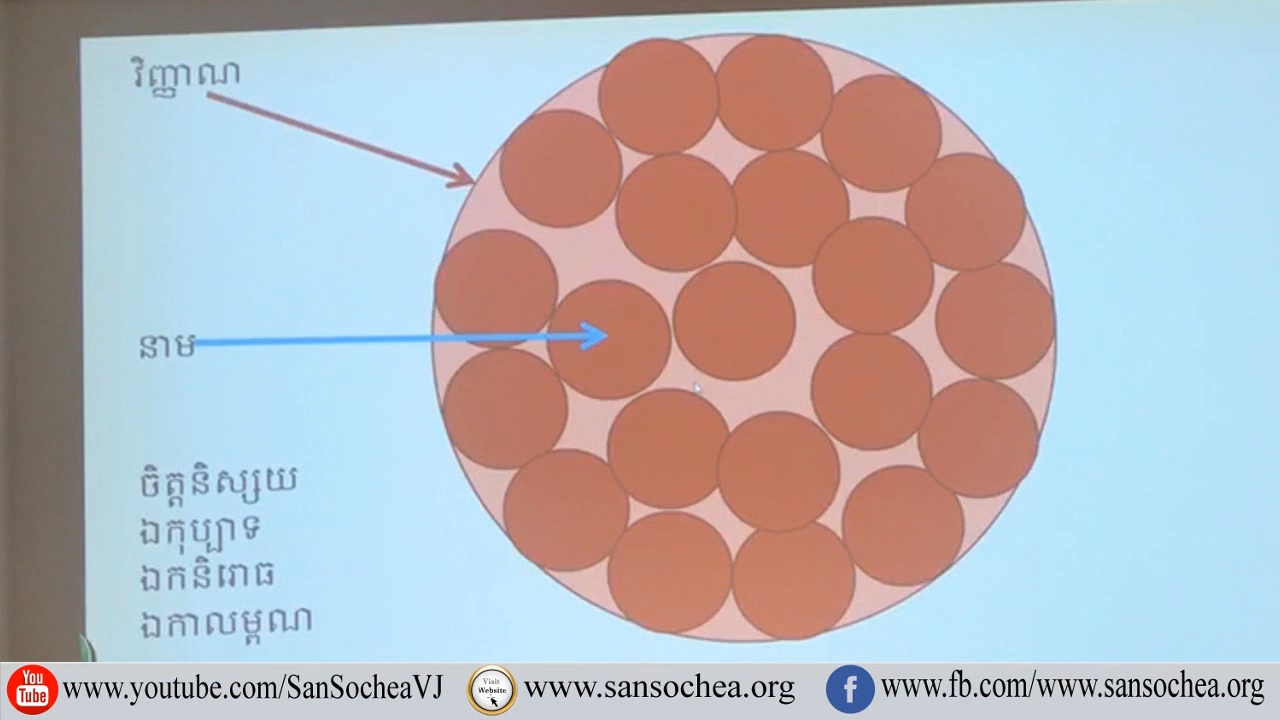 វិញ្ញាណ
នាម
ចិត្តនិស្សយ
ឯកុប្បាទ
ឯកនិរោធ
ឯកាលម្ពណ
You Tube www.youtube.com/SanSocheaVJ Visit Website www.sansochea.org f www.fb.com/www.sansochea.org